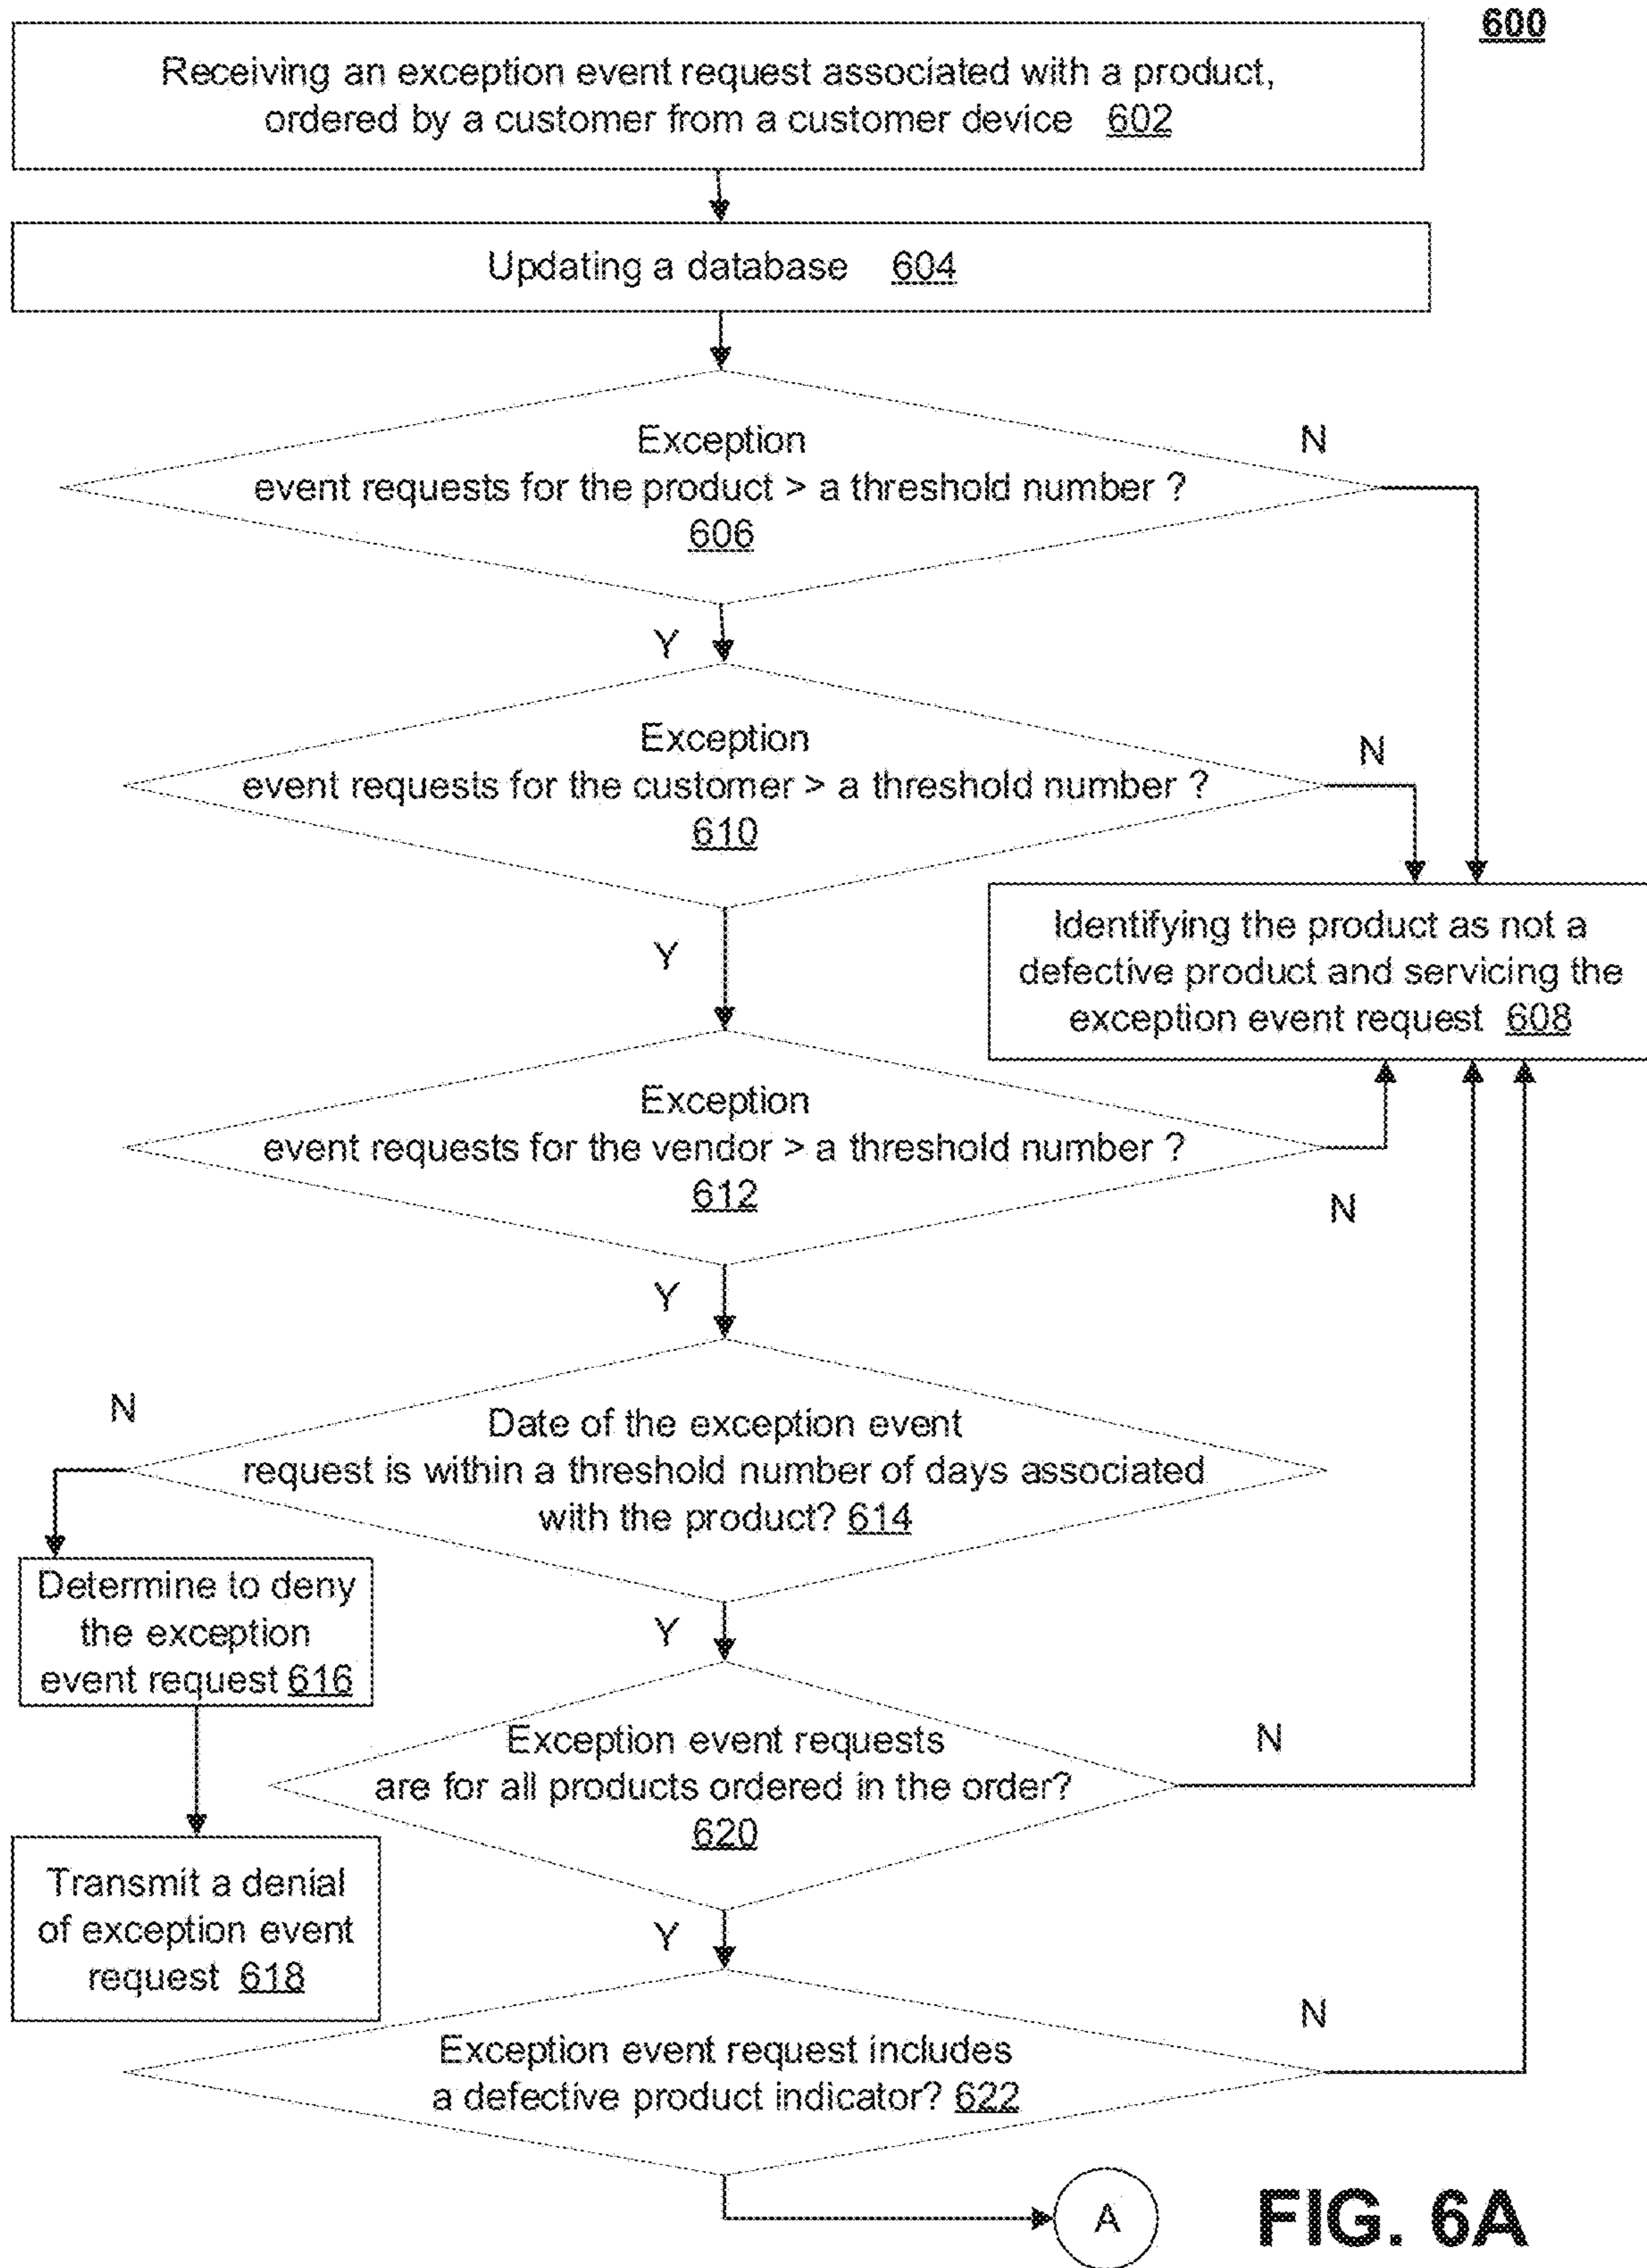 600
Receiving an exception event request associated with a product,
ordered by a customer from a customer device 602
Updating a database 604
Exception
event requests for the product > a threshold number ?
606
N
Y
Exception
event requests for the customer > a threshold number ?
610
N
Y
Identifying the product as not a
defective product and servicing the
exception event request 608
Exception
event requests for the vendor > a threshold number ?
612
N
Y
Date of the exception event
request is within a threshold number of days associated
with the product? 614
N
Y
Determine to deny
the exception
event request 616
Exception event requests
are for all products ordered in the order?
620
N
Y
Transmit a denial
of exception event
request 618
Exception event request includes
a defective product indicator? 622
N
A
FIG. 6A